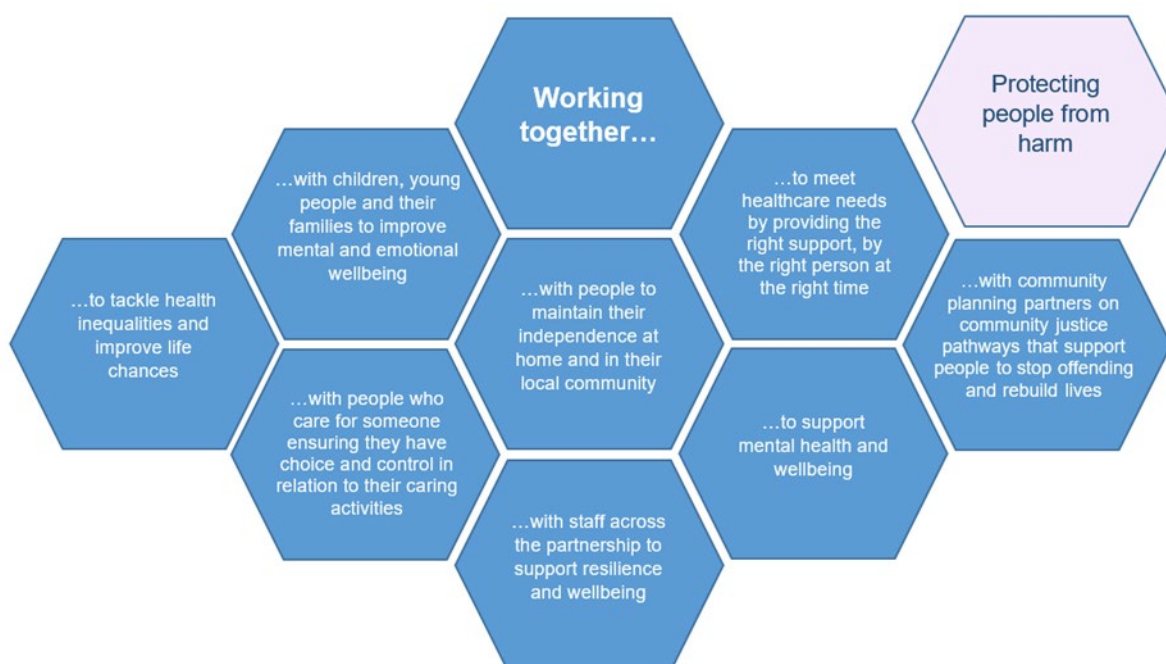 Working
together…
Protecting
people from
harm
…with children, young
people and their
families to improve
mental and emotional
wellbeing
…to meet
healthcare needs
by providing the
right support, by
the right person at
the right time
…to tackle health
inequalities and
improve life
chances
…with people to
maintain their
independence at
home and in their
local community
…with community
planning partners on
community justice
pathways that support
people to stop offending
and rebuild lives
…with people who
care for someone
ensuring they have
choice and control in
relation to their caring
activities
…to support
mental health and
wellbeing
…with staff across
the partnership to
support resilience
and wellbeing